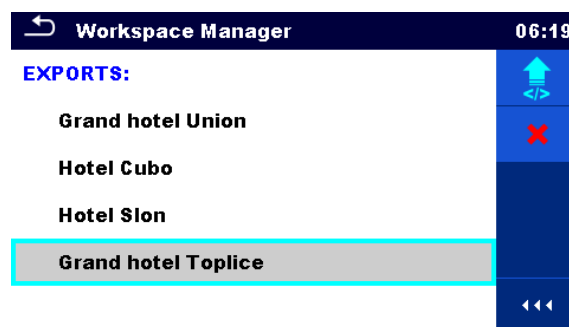 Workspace Manager 06:19
EXPORTS:
</>
Grand hotel Union
Hotel Cubo
Hotel Slon
Grand hotel Toplice